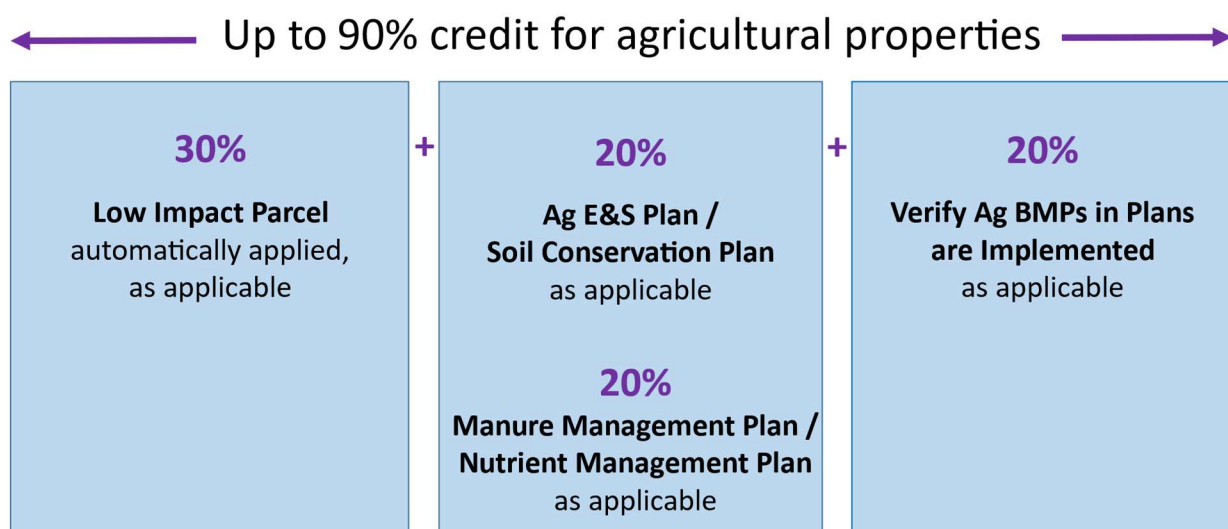 Up to 90% credit for agricultural properties
30%
Low Impact Parcel
automatically applied,
as applicable
+
20%
Ag E&S Plan /
Soil Conservation Plan
as applicable
20%
Manure Management Plan /
Nutrient Management Plan
as applicable
+
20%
Verify Ag BMPs in Plans
are Implemented
as applicable